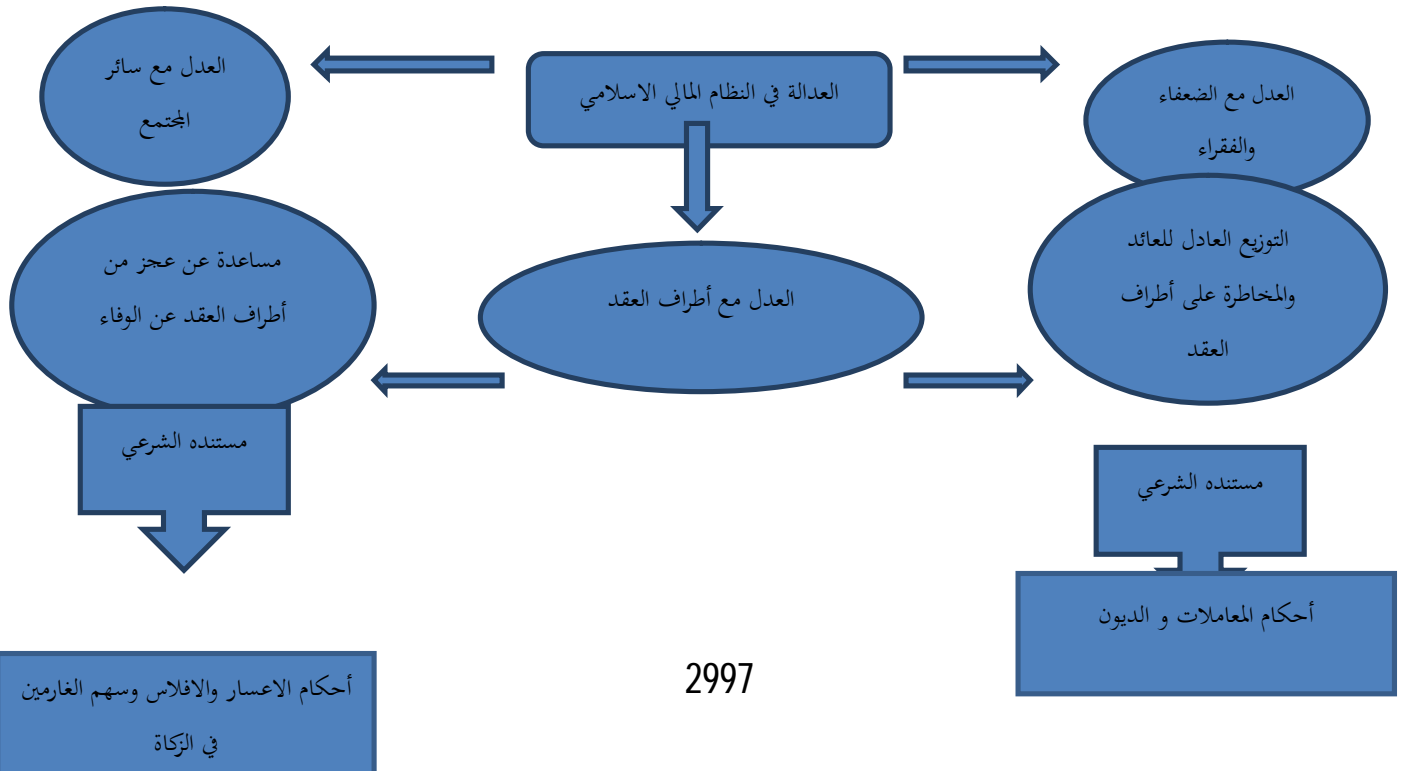 العدالة في النظام المالي الاسلامي
العدل مع الضعفاء
والفقراء
العدل مع سائر
المجتمع
العدل مع أطراف العقد
التوزيع العادل للعائد
والمخاطرة على أطراف
العقد
مساعدة عن عجز من
أطراف العقد عن الوفاء
مستنده الشرعي
مستنده الشرعي
أحكام المعاملات و الديون
أحكام الاعسار والافلاس وسهم الغارمين
في الزكاة
2997